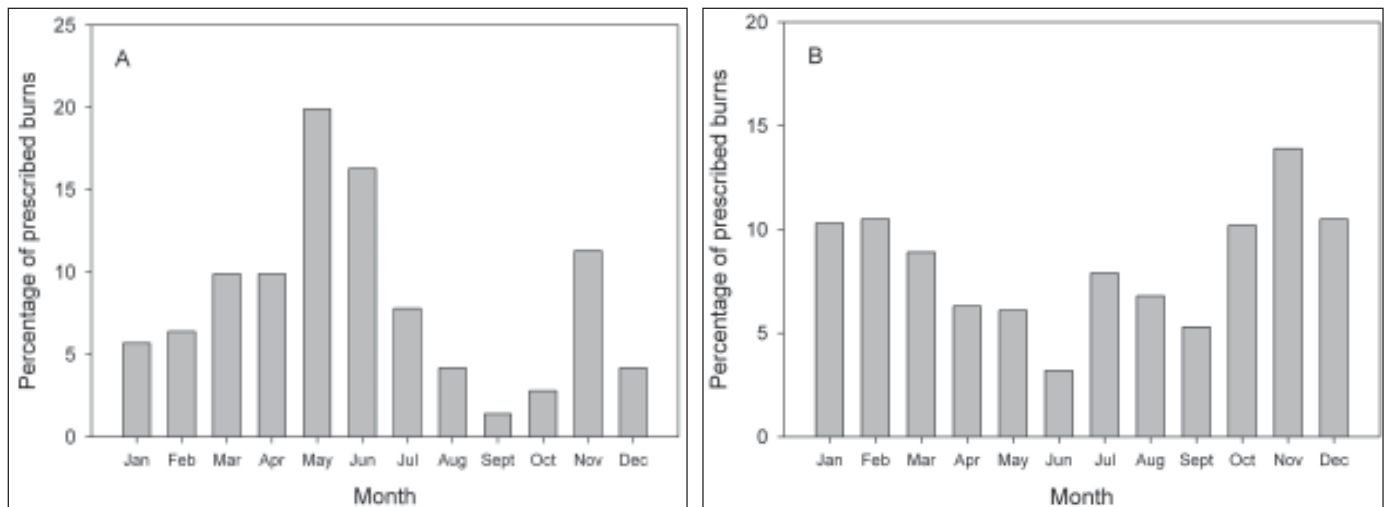 A
Percentage of prescribed burns
25
20
15
10
5
0
Jan Feb Mar Apr May Jun Jul Aug Sept Oct Nov Dec
Month
B
Percentage of prescribed burns
20
15
10
5
0
Jan Feb Mar Apr May Jun Jul Aug Sept Oct Nov Dec
Month